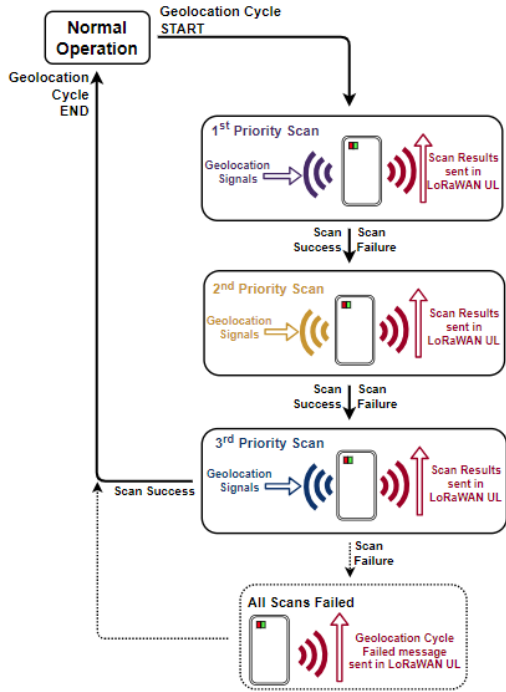 Normal
Operation
Geolocation Cycle
START
Geolocation
Cycle
END
1st Priority Scan
Geolocation
Signals
Scan Results
sent in
LoRaWAN UL
Scan Success
Scan Failure
2nd Priority Scan
Geolocation
Signals
Scan Results
sent in
LoRaWAN UL
Scan Success
Scan Failure
3rd Priority Scan
Geolocation
Signals
Scan Results
sent in
LoRaWAN UL
Scan Success
Scan
Failure
All Scans Failed
Geolocation Cycle
Failed message
sent in LoRaWAN UL